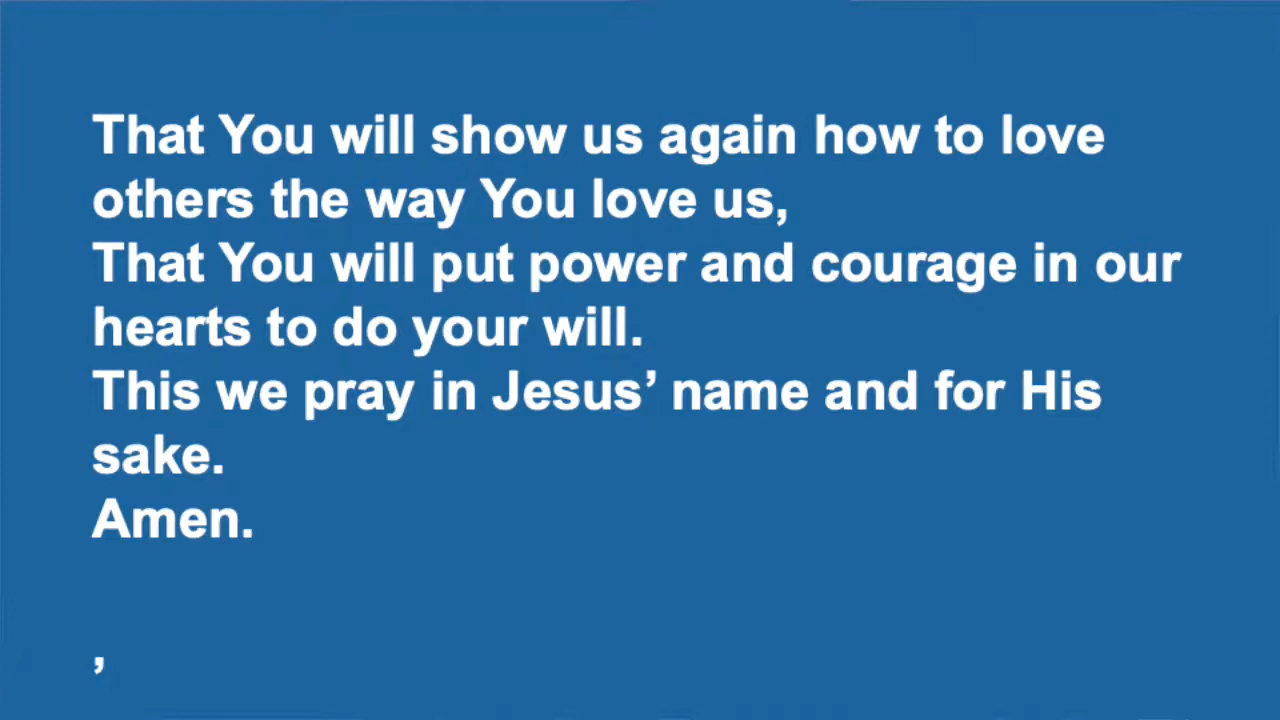 That You will show us again how to love
others the way You love us,
That You will put power and courage in our
hearts to do your will.
This we pray in Jesus’ name and for His
sake.
Amen.
,